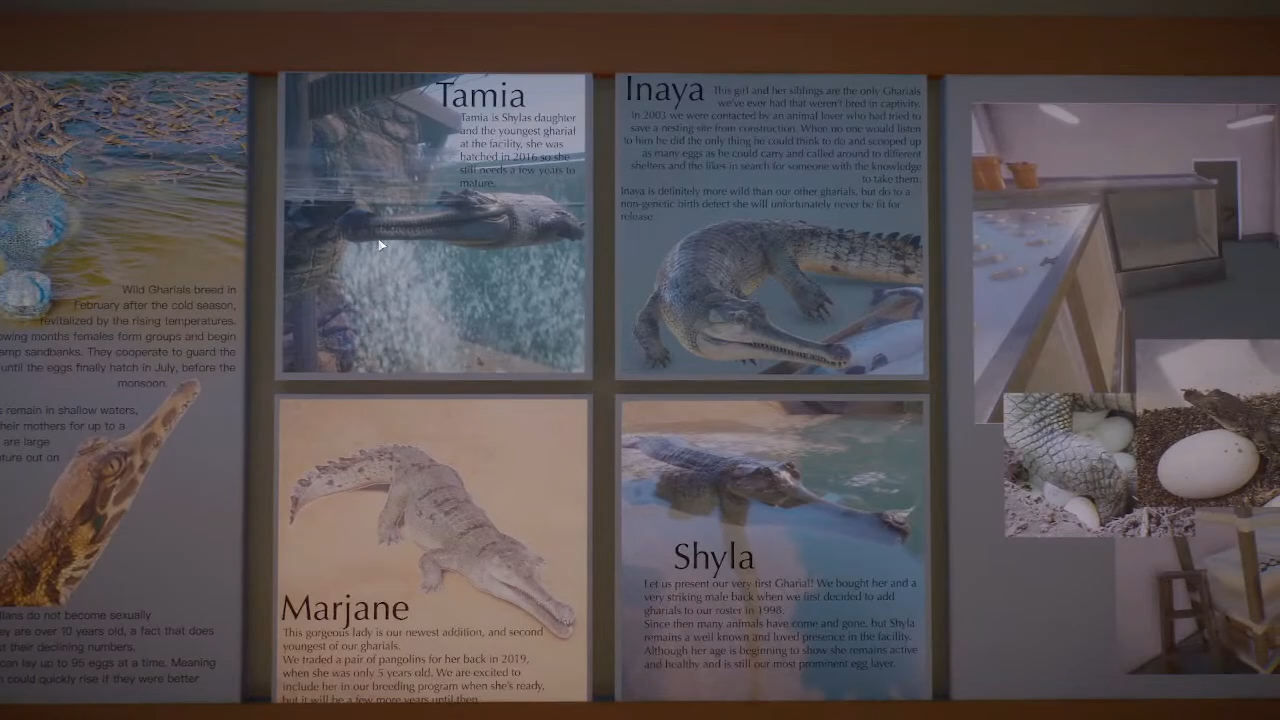 Wild Gharials breed in
February after the cold season,
revitalized by the rising temperatures.
owing months females form groups and begin
amp sandbanks. They cooperate to guard the
until the eggs finally hatch in July, before the
monsoon.
s remain in shallow waters,
heir mothers for up to a
are large
ture out on
ey are over 10 years old, a fact that does
t their declining numbers.
can lay up to 95 eggs at a time. Meaning
could quickly rise if they were better
Tamia
Tamia is Shylas daughter
and the youngest gharial
at the facility, she was
hatched in 2016 so she
still needs a few years to
mature.
Inaya
This girl and her siblings are the only Gharials
we've ever had that weren't bred in captivity.
In 2003 we were contacted by an animal lover who had tried to
save a nesting site from construction. When no one would listen
to him he did the only thing he could think to do and scooped up
as many eggs as he could carry and called around to different
shelters and the likes in search for someone with the knowledge
to take them.
Inaya is definitely more wild than our other gharials, but do to a
non-genetic birth defect she will unfortunately never be fit for
release.
Marjane
This gorgeous lady is our newest addition, and second
youngest of our gharials.
We traded a pair of pangolins for her back in 2019,
when she was only 5 years old. We are excited to
include her in our breeding program when she's ready,
but it will be a few more years until then.
Shyla
Let us present our very first Gharial! We bought her and a
very striking male back when we first decided to add
gharials to our roster in 1998.
Since then many animals have come and gone, but Shyla
remains a well known and loved presence in the facility.
Although her age is beginning to show she remains active
and healthy and is still our most prominent egg layer.